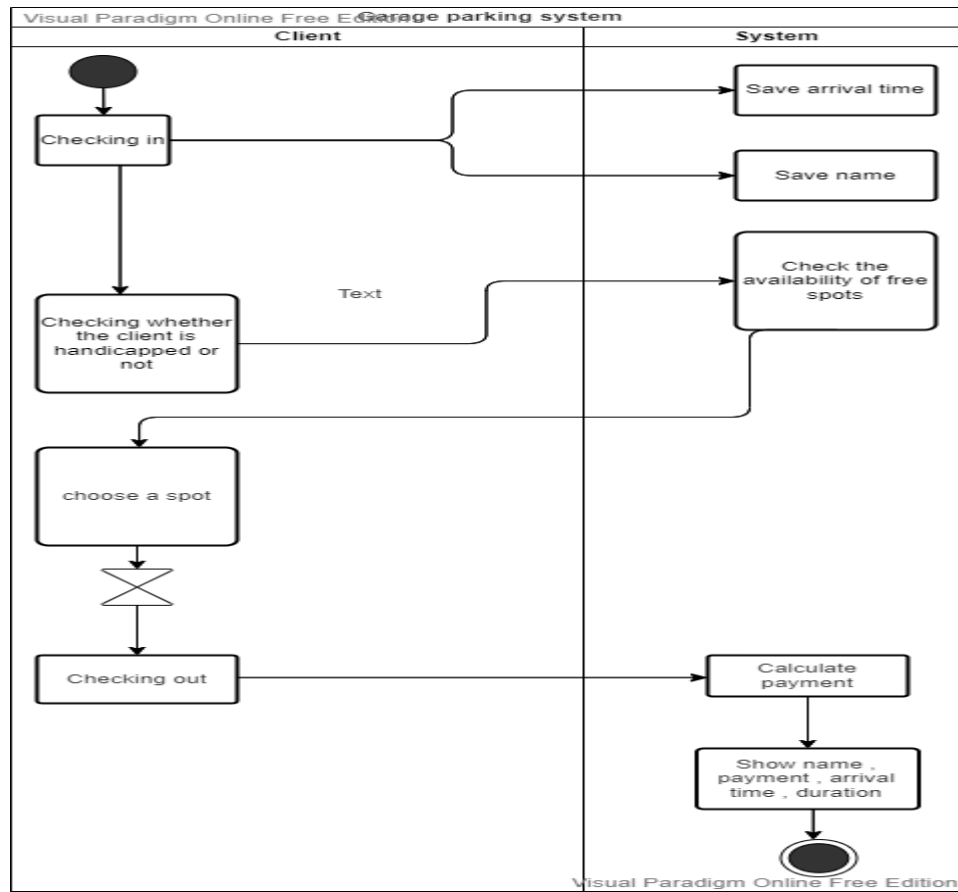 Visual Paradigm Online Free Edition
Garage parking system
Client
System
Checking in
Save arrival time
Save name
Checking whether
the client is
handicapped or
not
Text
Check the
availability of free
spots
choose a spot
Checking out
Calculate
payment
Show name ,
payment , arrival
time , duration
Visual Paradigm Online Free Edition